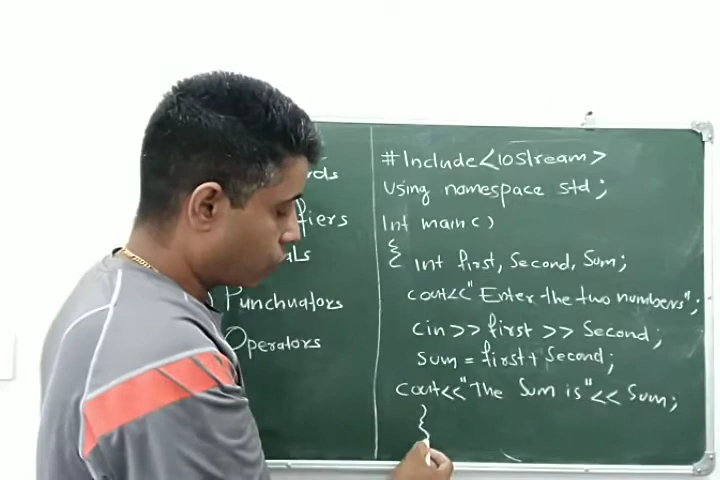 #Include<iostream>
Using namespace std;
Int main()
{ Int first, Second, Sum;
cout<<"Enter the two numbers";
cin>>first>>Second;
sum=first+Second;
cout<<"The Sum is"<<Sum;
}
Punchuators
Operators